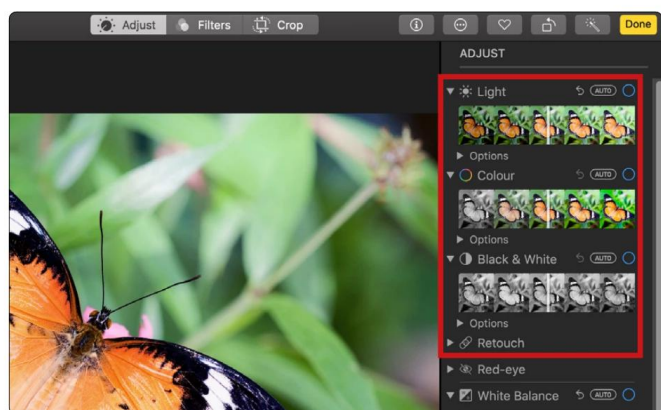 Adjust Filters Crop Done
ADJUST
Light AUTO
Options
Colour AUTO
Options
Black & White AUTO
Options
Retouch
Red-eye
White Balance AUTO